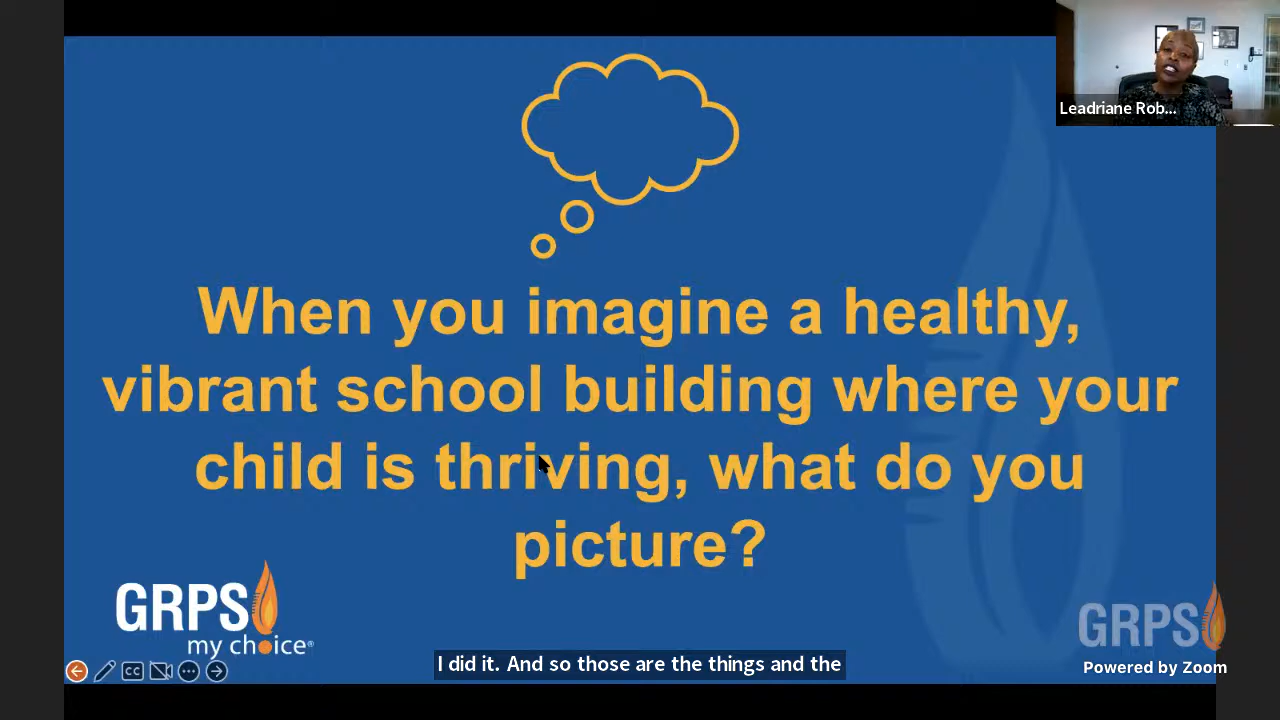 Leadriane Rob...
When you imagine a healthy,
vibrant school building where your
child is thriving, what do you
picture?
GRPS
my choice®
GRPS
CC
I did it. And so those are the things and the
Powered by Zoom